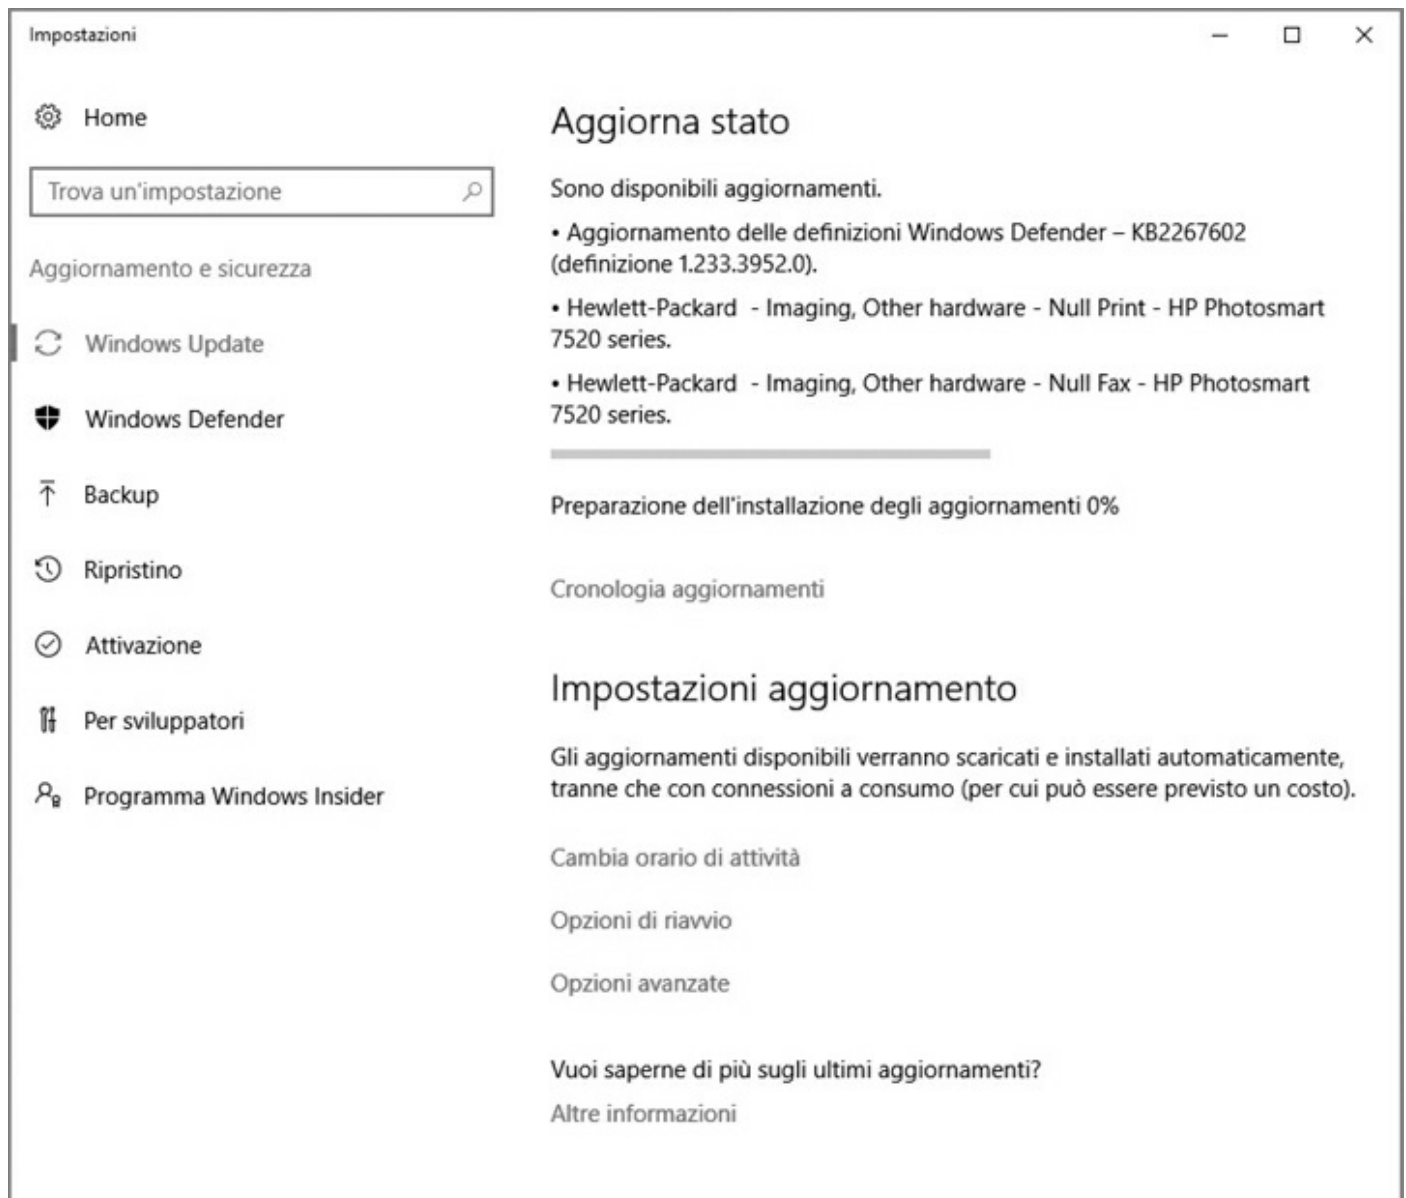 Impostazioni
Home
Trova un'impostazione
Aggiornamento e sicurezza
Windows Update
Windows Defender
Backup
Ripristino
Attivazione
Per sviluppatori
Programma Windows Insider
Aggiorna stato
Sono disponibili aggiornamenti.
• Aggiornamento delle definizioni Windows Defender – KB2267602
(definizione 1.233.3952.0).
• Hewlett-Packard  - Imaging, Other hardware - Null Print - HP Photosmart
7520 series.
• Hewlett-Packard  - Imaging, Other hardware - Null Fax - HP Photosmart
7520 series.
Preparazione dell'installazione degli aggiornamenti 0%
Cronologia aggiornamenti
Impostazioni aggiornamento
Gli aggiornamenti disponibili verranno scaricati e installati automaticamente,
tranne che con connessioni a consumo (per cui può essere previsto un costo).
Cambia orario di attività
Opzioni di riavvio
Opzioni avanzate
Vuoi saperne di più sugli ultimi aggiornamenti?
Altre informazioni